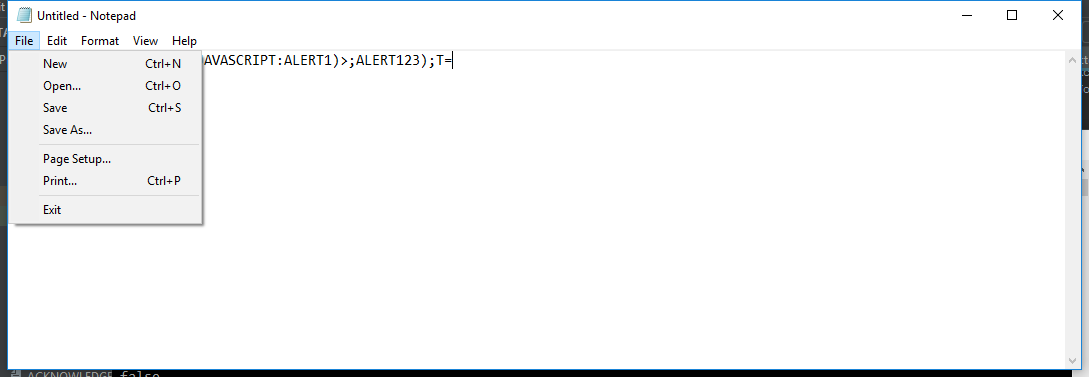 Untitled - Notepad
File Edit Format View Help
AVASCRIPT:ALERT1)>;ALERT123);T=
New Ctrl+N
Open... Ctrl+O
Save Ctrl+S
Save As...
Page Setup...
Print... Ctrl+P
Exit
ACKNOWLEDGE false